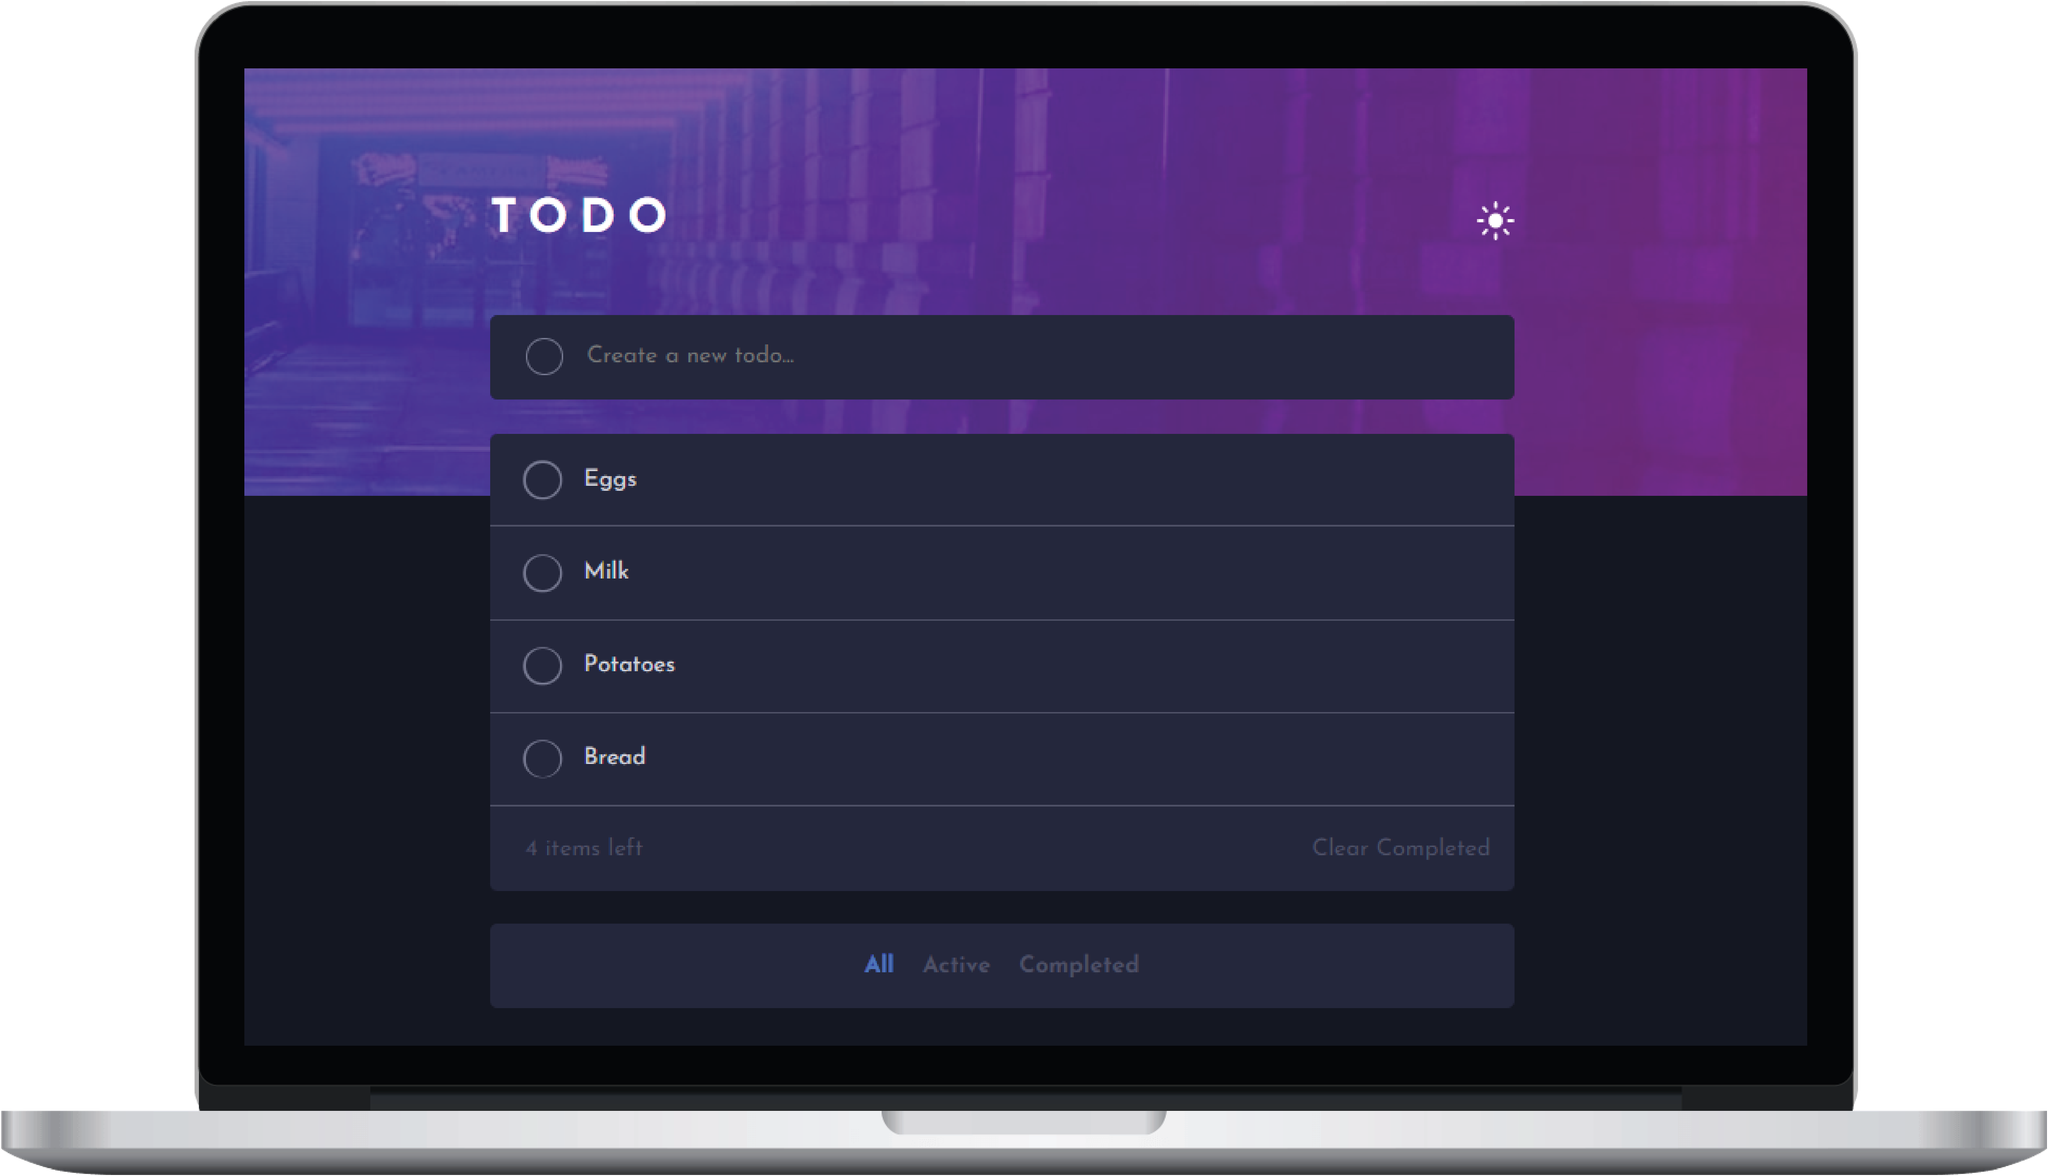 TODO
Create a new todo...
Eggs
Milk
Potatoes
Bread
4 items left Clear Completed
All Active Completed